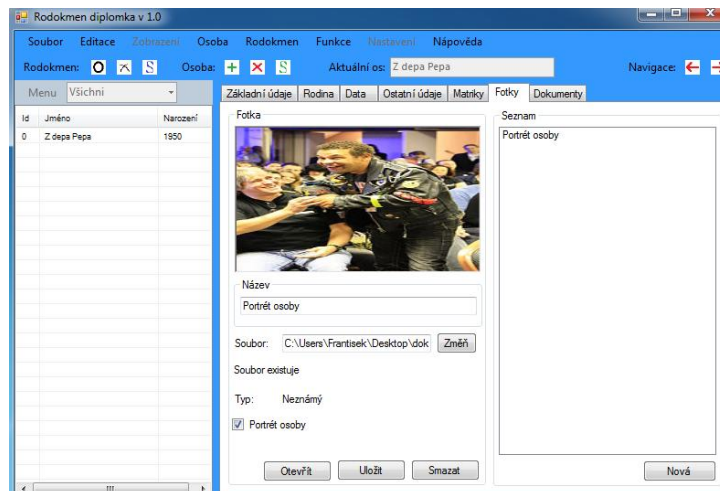 Rodokmen diplomka v 1.0
Soubor Editace Zobrazení Osoba Rodokmen Funkce Nastavení Nápověda
Rodokmen: O S Osoba: S Aktuální os: Z depa Pepa Navigace:
Menu Všichni
Základní údaje Rodina Data Ostatní údaje Matriky Fotky Dokumenty
Id Jméno Narození
0 Z depa Pepa 1950
Fotka
Seznam
Portrét osoby
Název
Portrét osoby
Soubor: C:\Users\Frantisek\Desktop\dok Změň
Soubor existuje
Typ: Neznámý
Portrét osoby
Otevřít Uložit Smazat
Nová